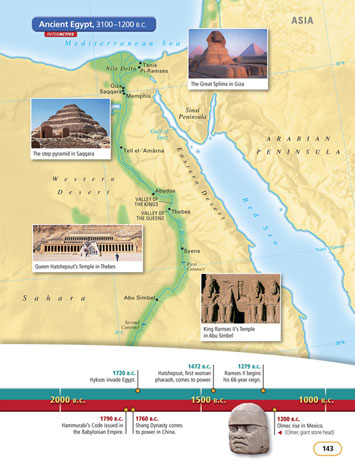 Ancient Egypt, 3100–1200 B.C.
INTERACTIVE
ASIA
Mediterranean Sea
Nile Delta
Tanis
Pi-Ramses
Giza
Saqqara
Memphis
The Great Sphinx in Giza
Sinai
Peninsula
Gulf of
The step pyramid in Saqqara
Tell el-'Amârna
Eastern Desert
ARABIAN
PENINSULA
Western
Desert
Abydos
VALLEY OF
THE KINGS
VALLEY OF
THE QUEENS
Thebes
Red Sea
Queen Hatshepsut's Temple in Thebes
Syene
First
Cataract
Sahara
Abu Simbel
Second
Cataract
King Ramses II's Temple
in Abu Simbel
1720 B.C.
Hyksos invade Egypt.
1472 B.C.
Hatshepsut, first woman
pharaoh, comes to power.
1279 B.C.
Ramses II begins
his 66 year reign.
2000 B.C.
1500 B.C.
1000 B.C.
1790 B.C.
Hammurabi's Code issued in
the Babylonian Empire.
1760 B.C.
Shang Dynasty comes
to power in China.
1200 B.C.
Olmec rise in Mexico.
(Olmec giant stone head)
143